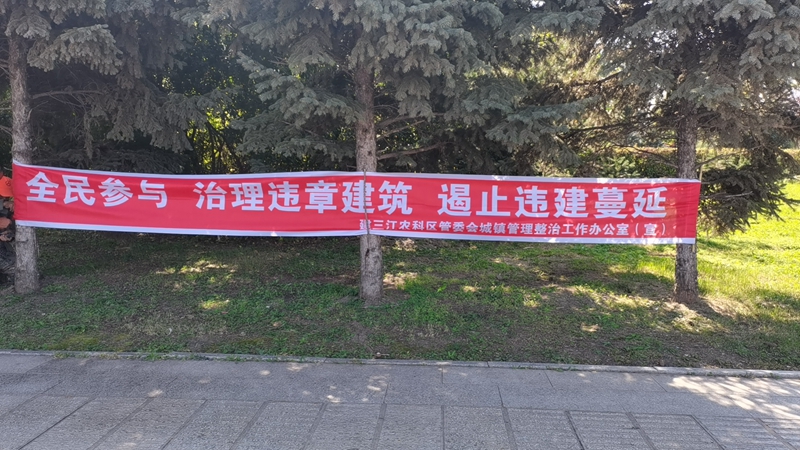 全民参与 治理违章建筑 遏止违建蔓延
建三江农科区管委会城镇管理整治工作办公室（宣）